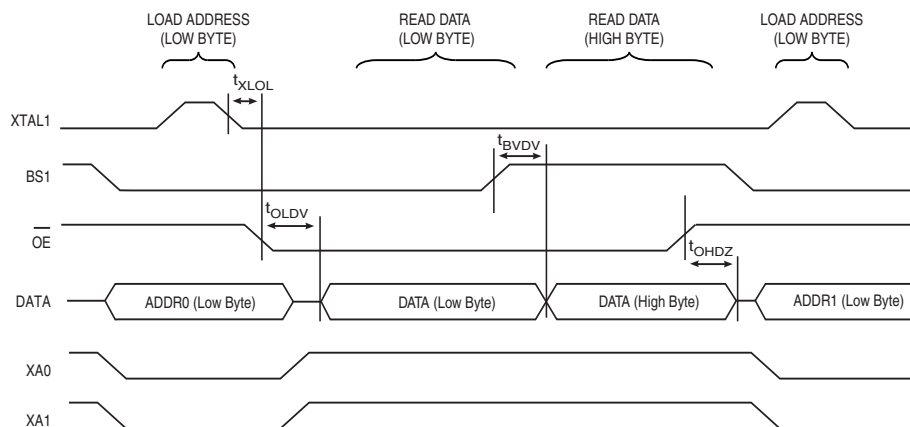 LOAD ADDRESS
(LOW BYTE)
READ DATA
(LOW BYTE)
READ DATA
(HIGH BYTE)
LOAD ADDRESS
(LOW BYTE)
tXLOL
XTAL1
tBVDV
BS1
tOLDV
OE
tOHDZ
DATA
ADDR0 (Low Byte)
DATA (Low Byte)
DATA (High Byte)
ADDR1 (Low Byte)
XA0
XA1